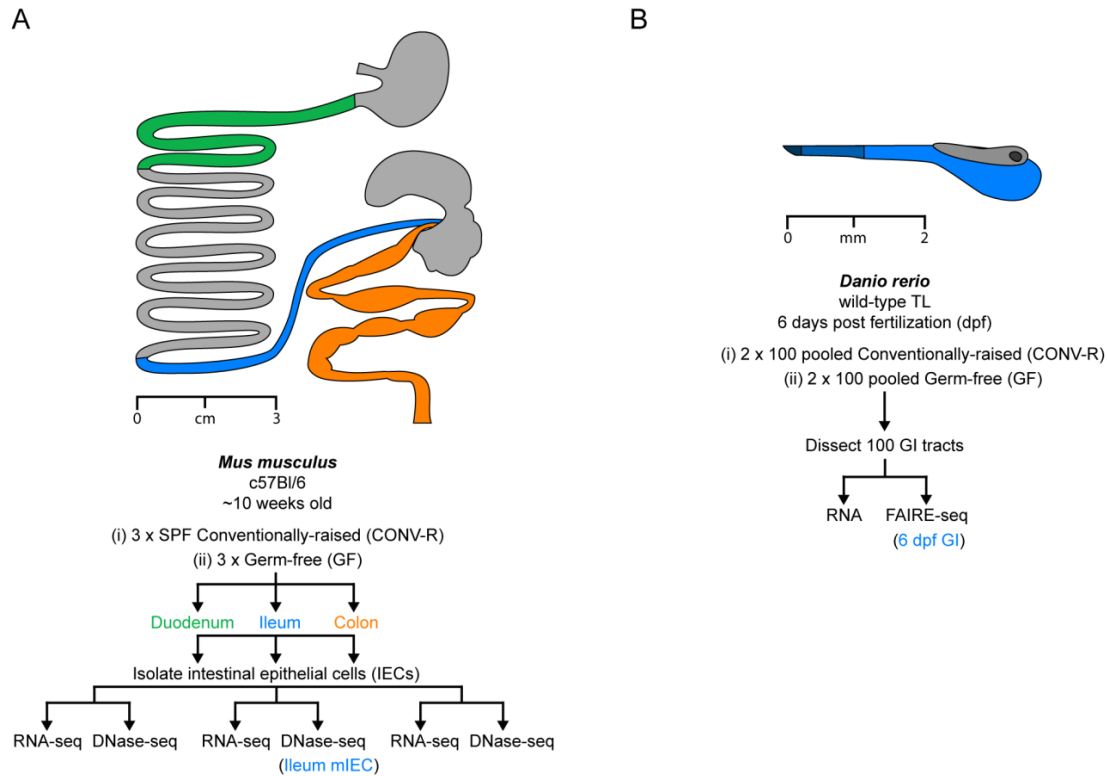 A
0 cm 3
Mus musculus
c57Bl/6
~10 weeks old
(i) 3 x SPF Conventionally-raised (CONV-R)
(ii) 3 x Germ-free (GF)
Duodenum Ileum Colon
Isolate intestinal epithelial cells (IECs)
RNA-seq DNase-seq RNA-seq DNase-seq RNA-seq DNase-seq
(Ileum mIEC)
B
0 mm 2
Danio rerio
wild-type TL
6 days post fertilization (dpf)
(i) 2 x 100 pooled Conventionally-raised (CONV-R)
(ii) 2 x 100 pooled Germ-free (GF)
Dissect 100 GI tracts
RNA FAIRE-seq
(6 dpf GI)